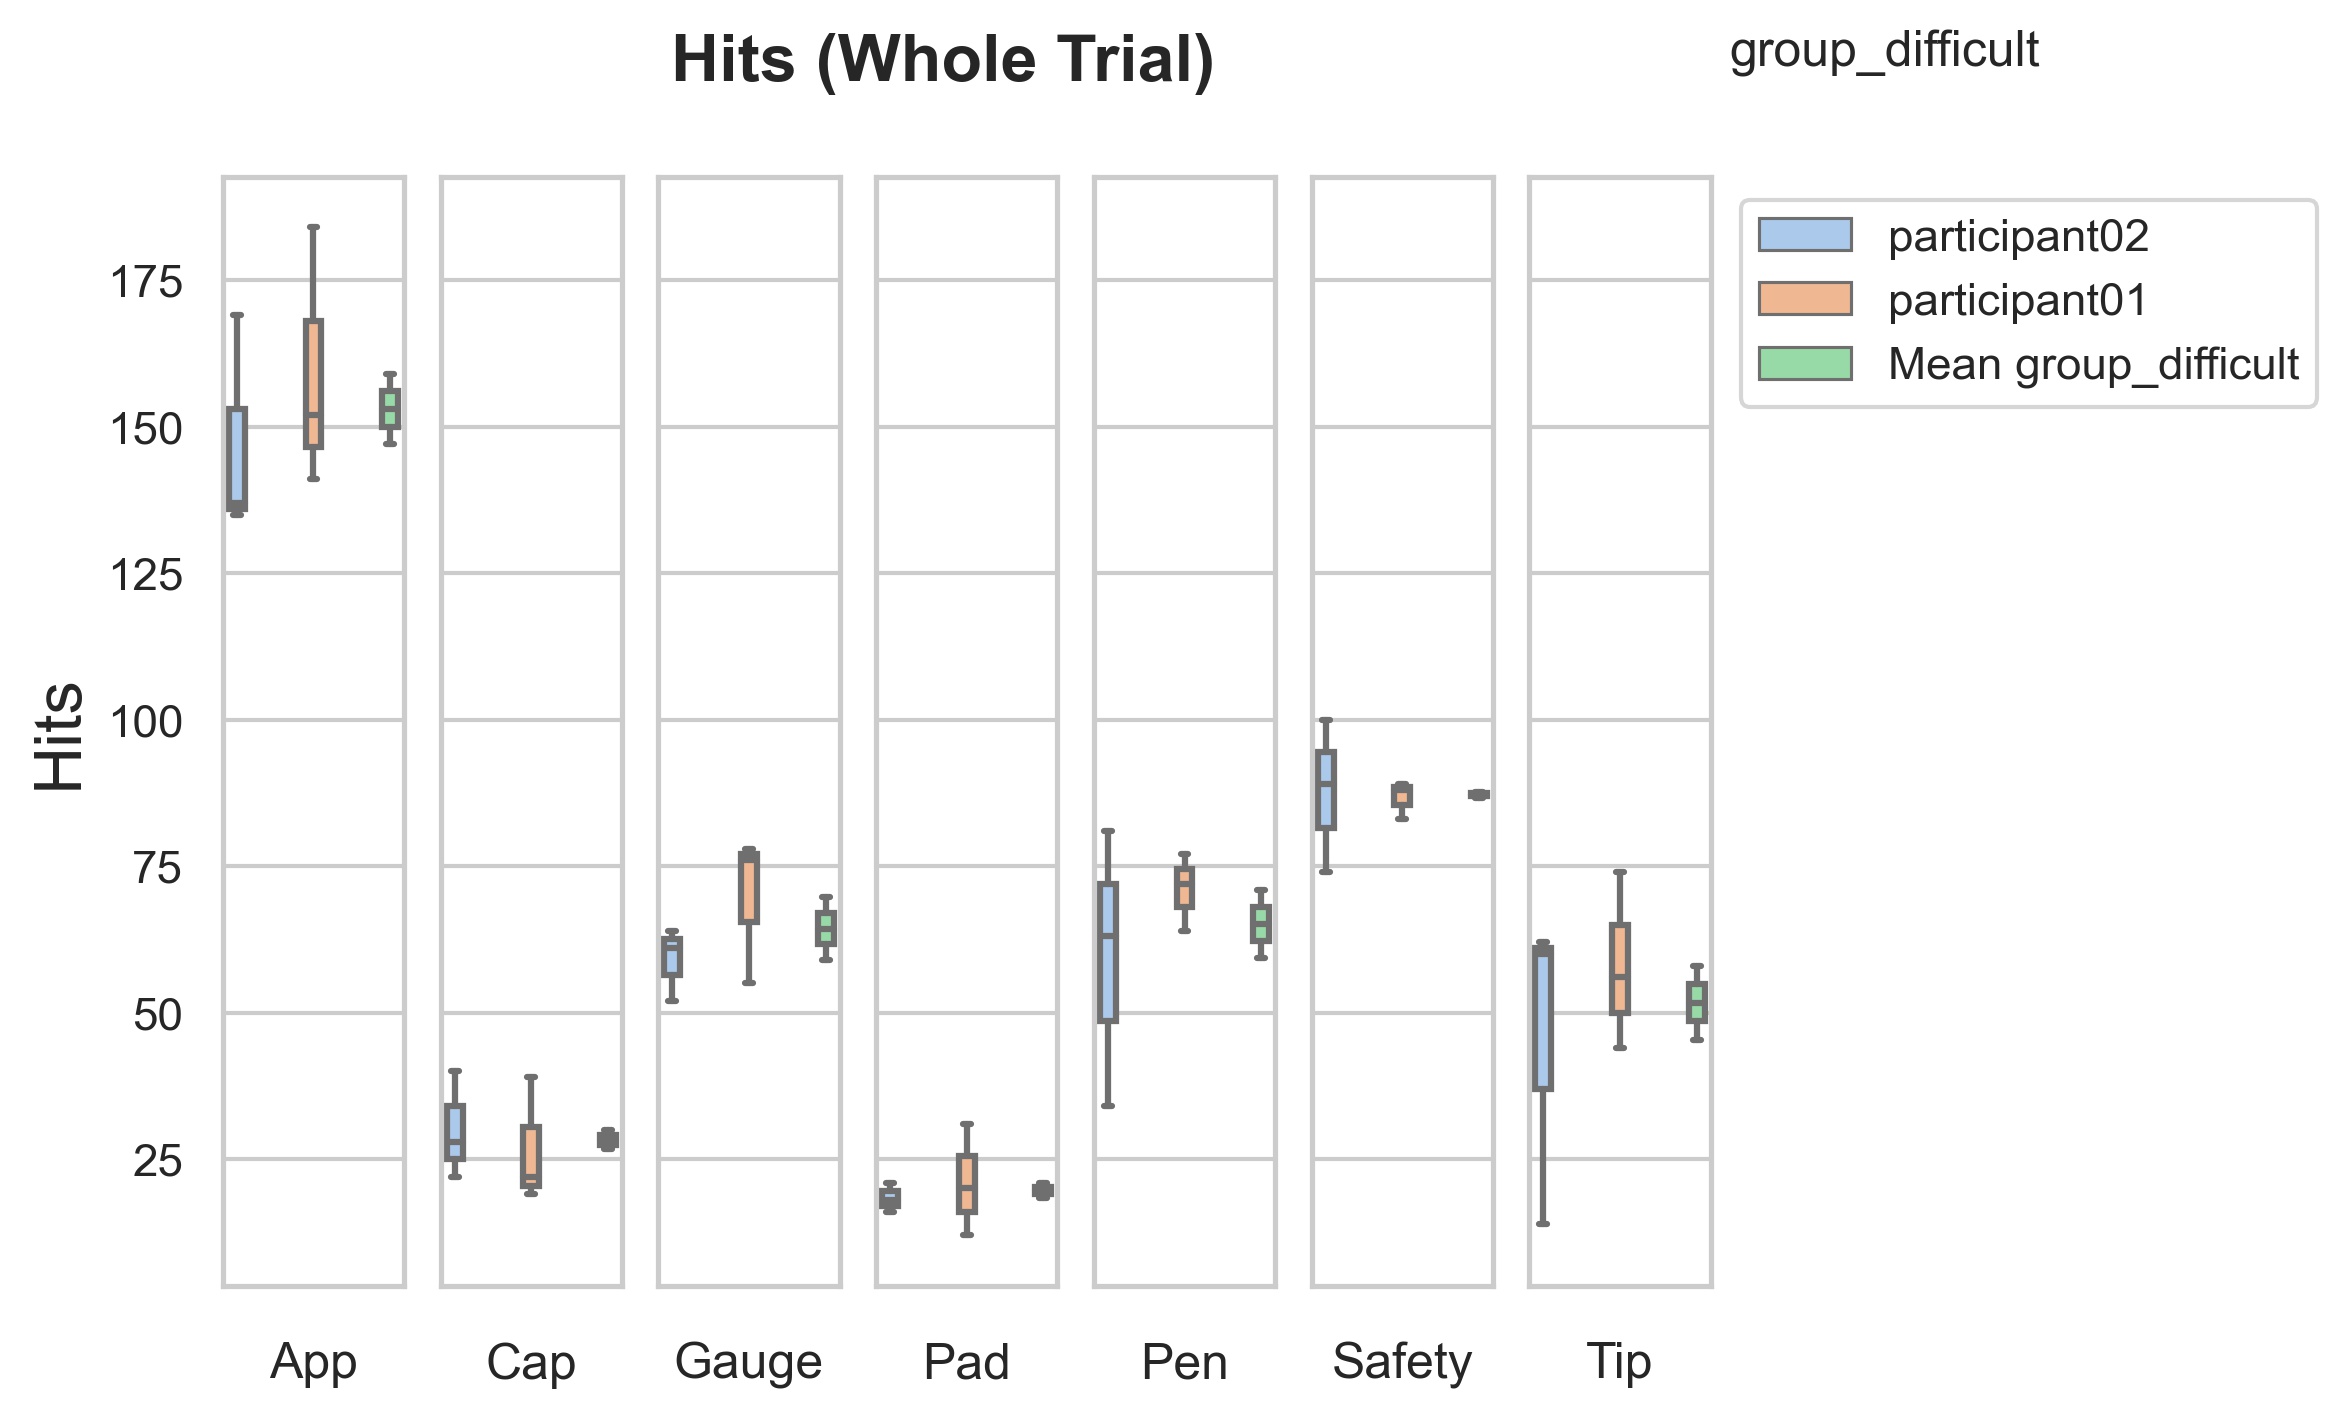 Hits (Whole Trial)
group_difficult
participant02
participant01
Mean group_difficult
Hits
175
150
125
100
75
50
25
App
Cap
Gauge
Pad
Pen
Safety
Tip